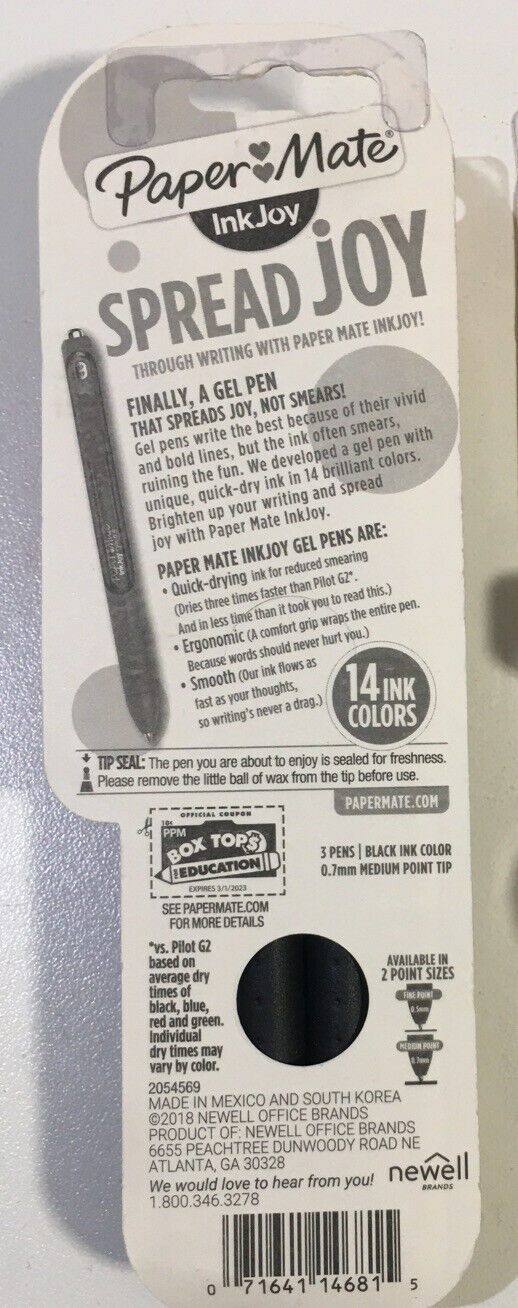 Paper Mate®
InkJoy
SPREAD JOY
THROUGH WRITING WITH PAPER MATE INKJOY!
FINALLY, A GEL PEN
THAT SPREADS JOY, NOT SMEARS!
Gel pens write the best because of their vivid
and bold lines, but the ink often smears,
ruining the fun. We developed a gel pen with
unique, quick-dry ink in 14 brilliant colors.
Brighten up your writing and spread
joy with Paper Mate InkJoy.
PAPER MATE INKJOY GEL PENS ARE:
• Quick-drying ink for reduced smearing
(Dries three times faster than Pilot G2*.
And in less time than it took you to read this.)
• Ergonomic (A comfort grip wraps the entire pen.
Because words should never hurt you.)
• Smooth (Our ink flows as
fast as your thoughts,
so writing's never a drag.)
14 INK
COLORS
TIP SEAL: The pen you are about to enjoy is sealed for freshness.
Please remove the little ball of wax from the tip before use.
PAPERMATE.COM
OFFICIAL COUPON
10¢
PPM
BOX TOPS
FOR EDUCATION
EXPIRES 3/1/2023
SEE PAPERMATE.COM
FOR MORE DETAILS
3 PENS | BLACK INK COLOR
0.7mm MEDIUM POINT TIP
*vs. Pilot G2
based on
average dry
times of
black, blue,
red and green.
Individual
dry times may
vary by color.
AVAILABLE IN
2 POINT SIZES
FINE POINT
0.5mm
MEDIUM POINT
0.7mm
2054569
MADE IN MEXICO AND SOUTH KOREA
©2018 NEWELL OFFICE BRANDS
PRODUCT OF: NEWELL OFFICE BRANDS
6655 PEACHTREE DUNWOODY ROAD NE
ATLANTA, GA 30328
We would love to hear from you!
1.800.346.3278
newell
BRANDS
0 71641 14681 5